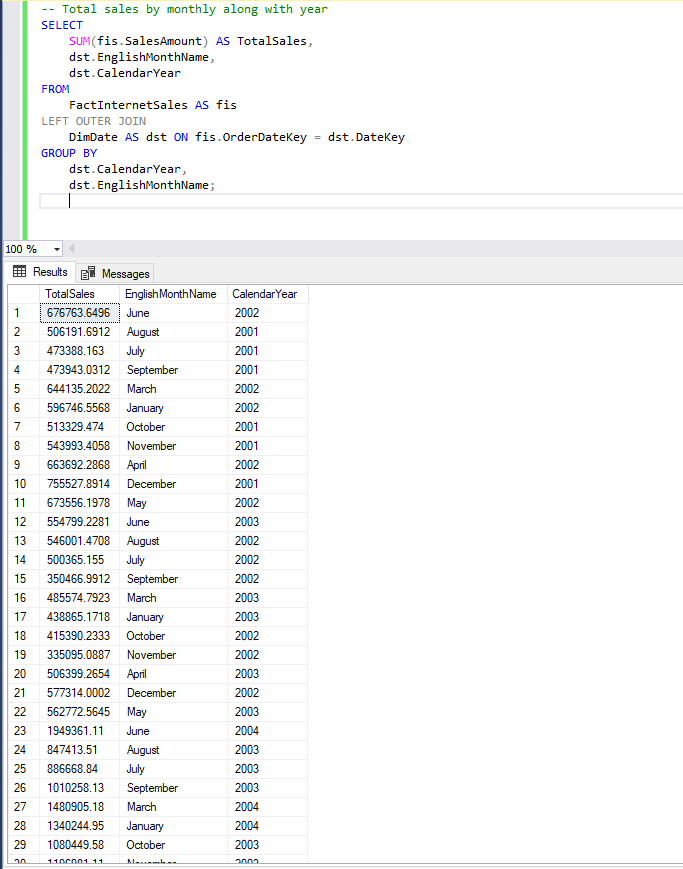 -- Total sales by monthly along with year
SELECT
SUM(fis.SalesAmount) AS TotalSales,
dst.EnglishMonthName,
dst.CalendarYear
FROM
FactInternetSales AS fis
LEFT OUTER JOIN
DimDate AS dst ON fis.OrderDateKey = dst.DateKey
GROUP BY
dst.CalendarYear,
dst.EnglishMonthName;
100 %
Results Messages
TotalSales EnglishMonthName CalendarYear
1 676763.6496 June 2002
2 506191.6912 August 2001
3 473388.163 July 2001
4 473943.0312 September 2001
5 644135.2022 March 2002
6 596746.5568 January 2002
7 513329.474 October 2001
8 543993.4058 November 2001
9 663692.2868 April 2002
10 755527.8914 December 2001
11 673556.1978 May 2002
12 554799.2281 June 2003
13 546001.4708 August 2002
14 500365.155 July 2002
15 350466.9912 September 2002
16 485574.7923 March 2003
17 438865.1718 January 2003
18 415390.2333 October 2002
19 335095.0887 November 2002
20 506399.2654 April 2003
21 577314.0002 December 2002
22 562772.5645 May 2003
23 1949361.11 June 2004
24 847413.51 August 2003
25 886668.84 July 2003
26 1010258.13 September 2003
27 1480905.18 March 2004
28 1340244.95 January 2004
29 1080449.58 October 2003
30 November 2003